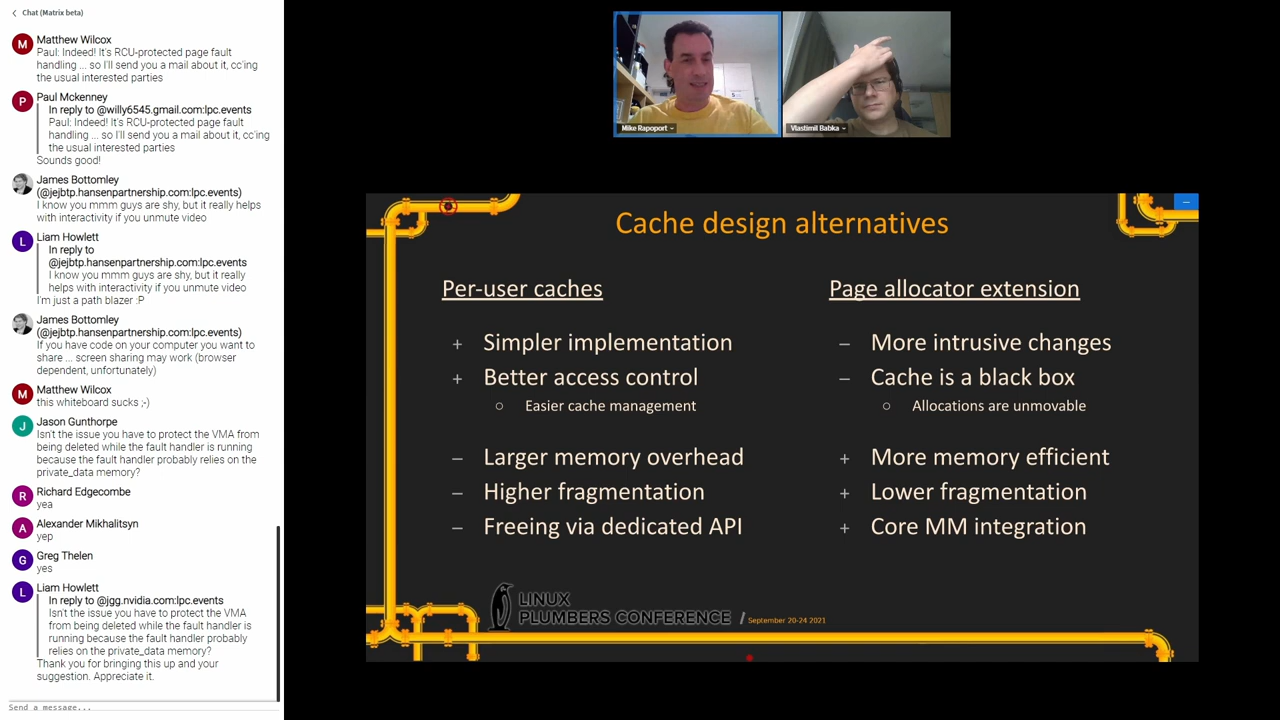 Chat (Matrix beta)
Matthew Wilcox
Paul: Indeed! It's RCU-protected page fault
handling ... so I'll send you a mail about it, cc'ing
the usual interested parties
Paul Mckenney
In reply to @willy6545.gmail.com:lpc.events
Paul: Indeed! It's RCU-protected page fault
handling ... so I'll send you a mail about it, cc'ing
the usual interested parties
Sounds good!
James Bottomley
(@jejbtp.hansenpartnership.com:lpc.events)
I know you mmm guys are shy, but it really helps
with interactivity if you unmute video
Liam Howlett
In reply to
@jejbtp.hansenpartnership.com:lpc.events
I know you mmm guys are shy, but it really
helps with interactivity if you unmute video
I'm just a path blazer :P
James Bottomley
(@jejbtp.hansenpartnership.com:lpc.events)
If you have code on your computer you want to
share ... screen sharing may work (browser
dependent, unfortunately)
Matthew Wilcox
this whiteboard sucks ;-)
Jason Gunthorpe
Isn't the issue you have to protect the VMA from
being deleted while the fault handler is running
because the fault handler probably relies on the
private_data memory?
Richard Edgecombe
yea
Alexander Mikhalitsyn
yep
Greg Thelen
yes
Liam Howlett
In reply to @jgg.nvidia.com:lpc.events
Isn't the issue you have to protect the VMA
from being deleted while the fault handler is
running because the fault handler probably
relies on the private_data memory?
Thank you for bringing this up and your
suggestion. Appreciate it.
Send a message...
Mike Rapoport
Vlastimil Babka
Cache design alternatives
Per-user caches
+ Simpler implementation
+ Better access control
○ Easier cache management
– Larger memory overhead
– Higher fragmentation
– Freeing via dedicated API
Page allocator extension
– More intrusive changes
– Cache is a black box
○ Allocations are unmovable
+ More memory efficient
+ Lower fragmentation
+ Core MM integration
LINUX
PLUMBERS CONFERENCE / September 20-24 2021